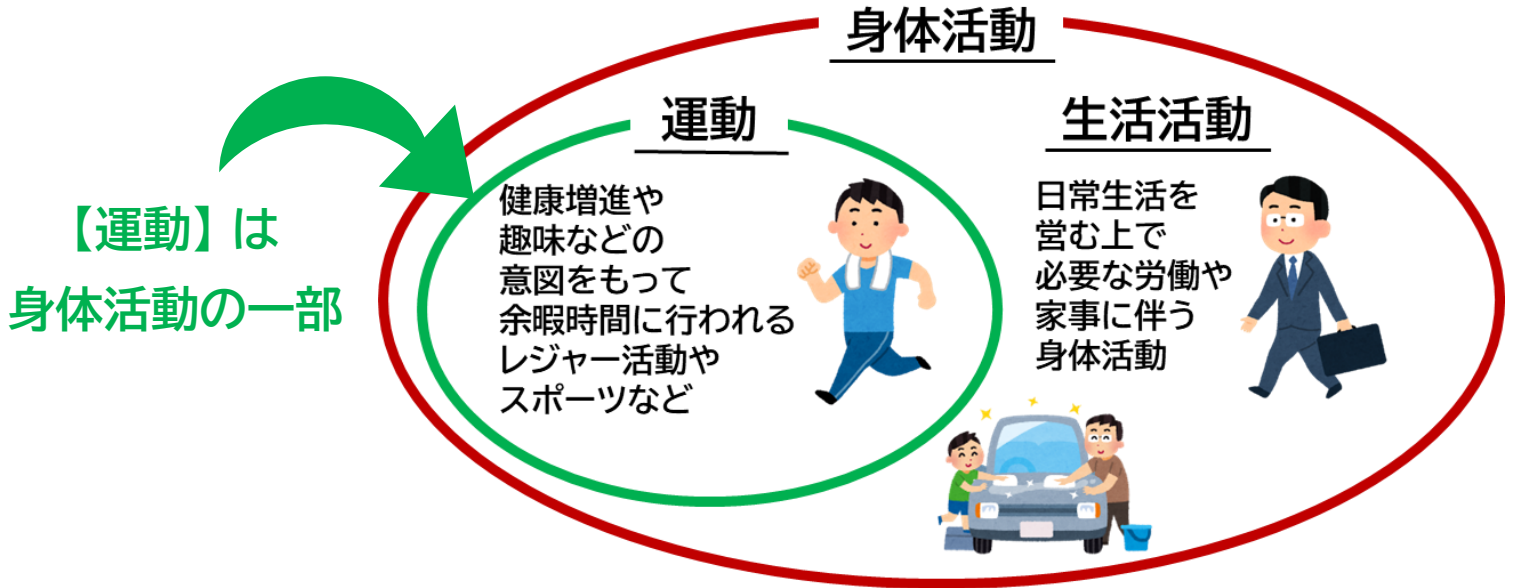 身体活動
運動
生活活動
【運動】は
身体活動の一部
健康増進や
趣味などの
意図をもって
余暇時間に行われる
レジャー活動や
スポーツなど
日常生活を
営む上で
必要な労働や
家事に伴う
身体活動